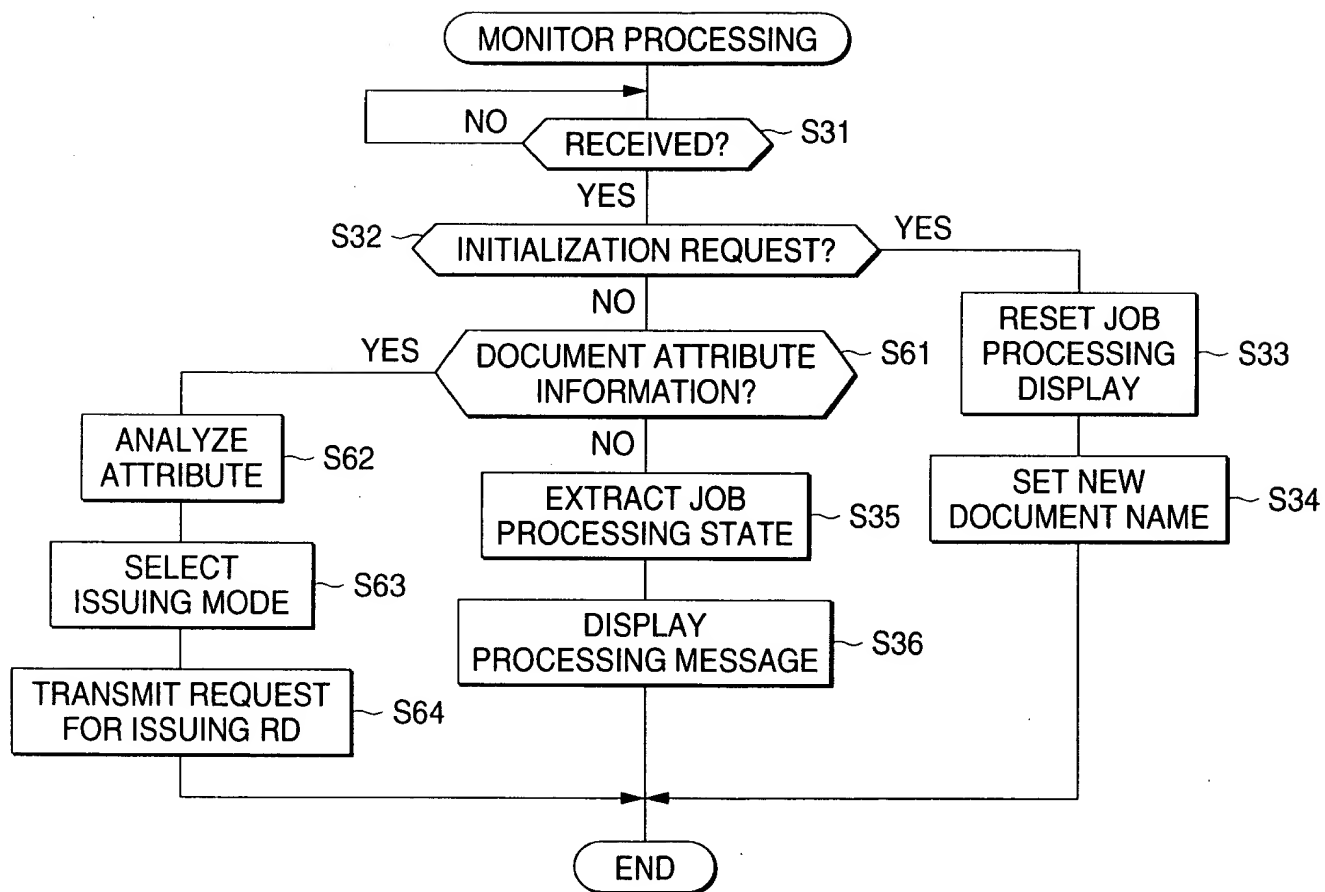 MONITOR PROCESSING
NO
RECEIVED?
S31
YES
S32
INITIALIZATION REQUEST?
YES
NO
YES
DOCUMENT ATTRIBUTE
INFORMATION?
S61
RESET JOB
PROCESSING
DISPLAY
S33
ANALYZE
ATTRIBUTE
S62
NO
EXTRACT JOB
PROCESSING STATE
S35
SET NEW
DOCUMENT NAME
S34
SELECT
ISSUING MODE
S63
DISPLAY
PROCESSING MESSAGE
S36
TRANSMIT REQUEST
FOR ISSUING RD
S64
END